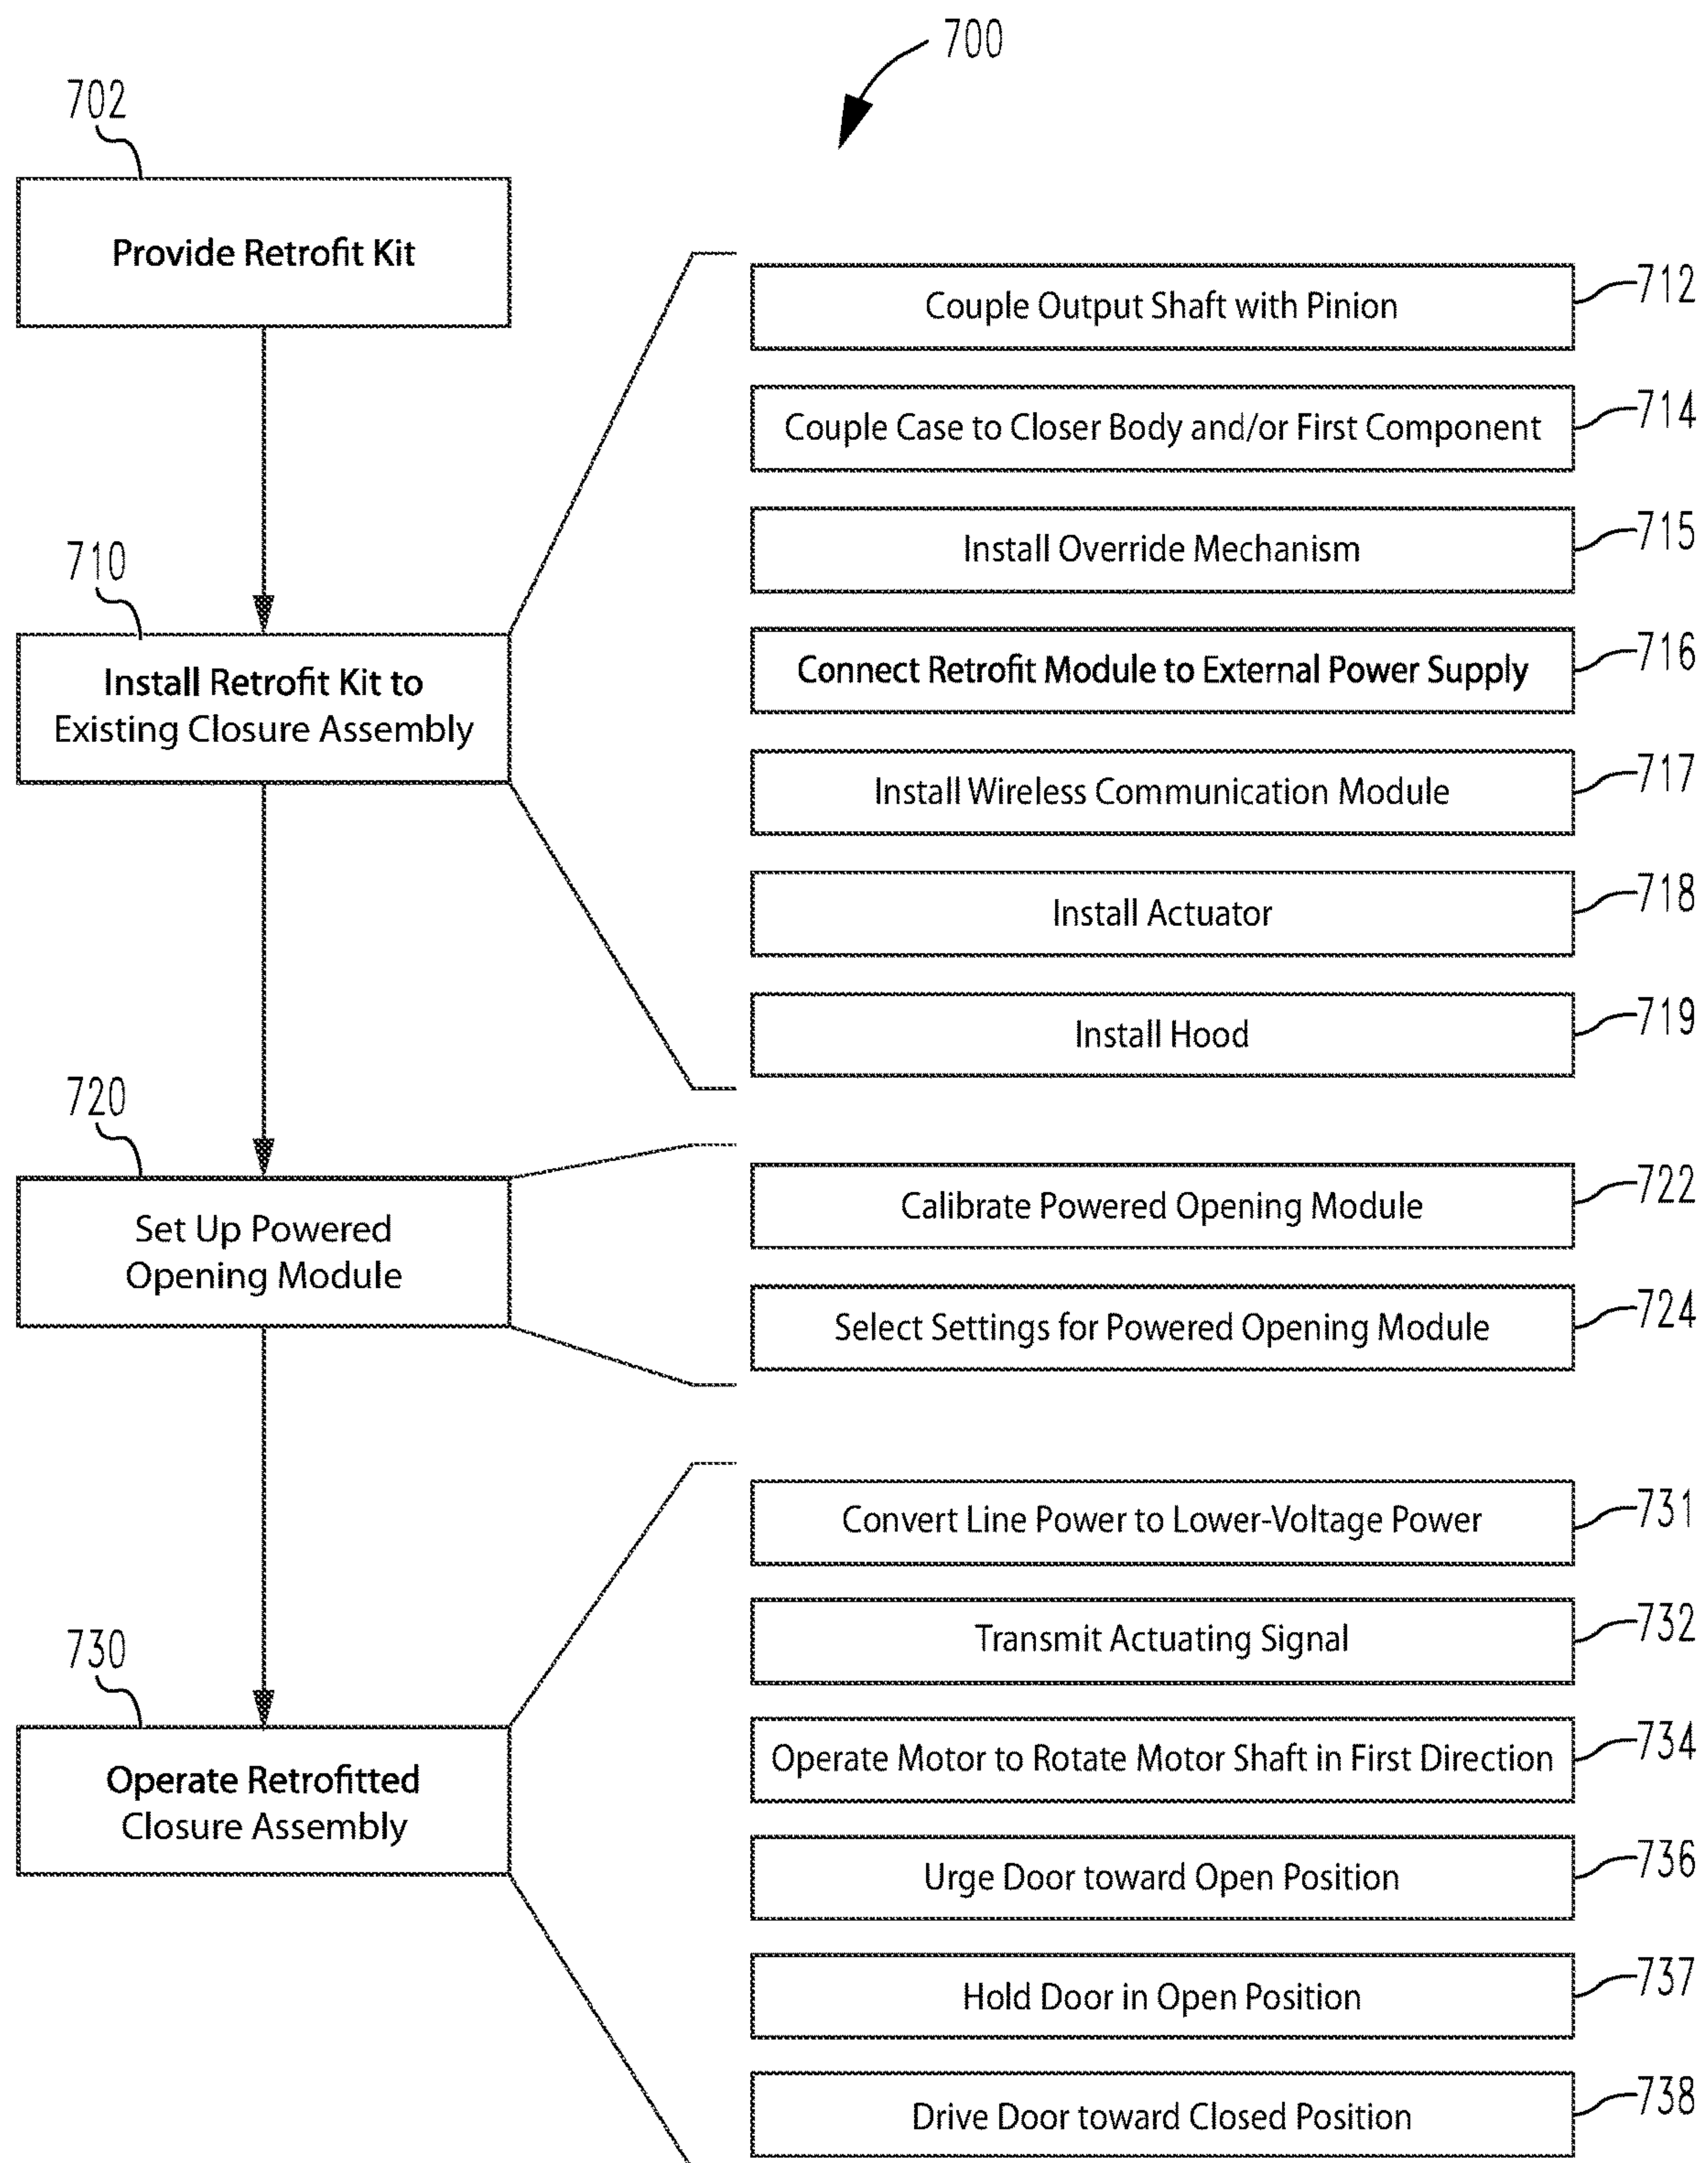 700
702
Provide Retrofit Kit
710
Install Retrofit Kit to
Existing Closure Assembly
Couple Output Shaft with Pinion
712
Couple Case to Closer Body and/or First Component
714
Install Override Mechanism
715
Connect Retrofit Module to External Power Supply
716
Install Wireless Communication Module
717
Install Actuator
718
Install Hood
719
720
Set Up Powered
Opening Module
Calibrate Powered Opening Module
722
Select Settings for Powered Opening Module
724
730
Operate Retrofitted
Closure Assembly
Convert Line Power to Lower-Voltage Power
731
Transmit Actuating Signal
732
Operate Motor to Rotate Motor Shaft in First Direction
734
Urge Door toward Open Position
736
Hold Door in Open Position
737
Drive Door toward Closed Position
738